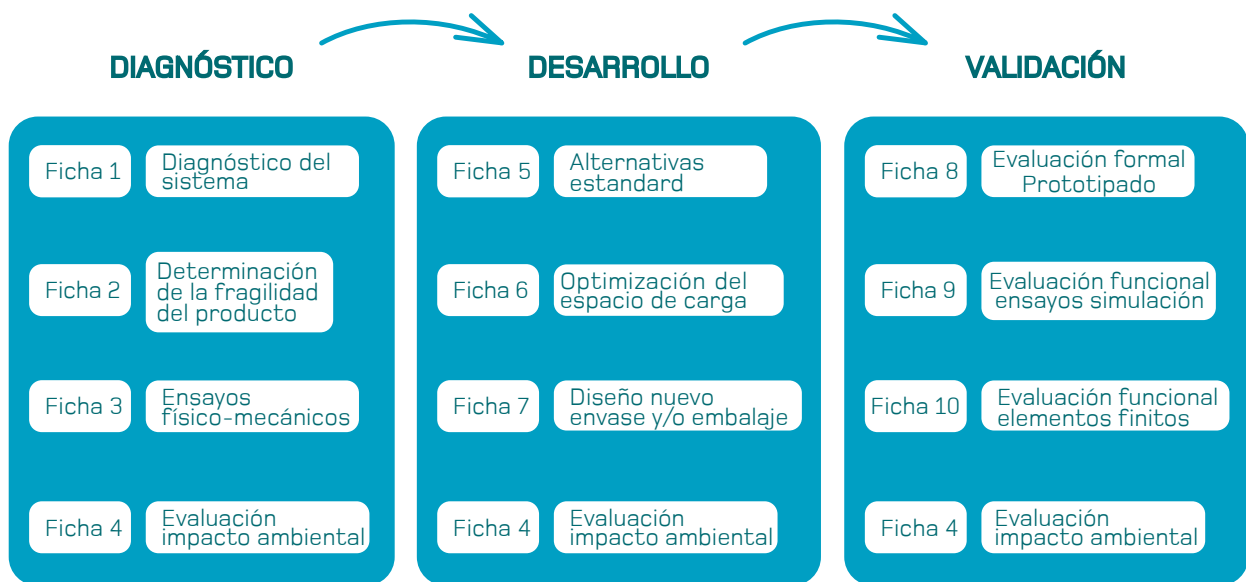 DIAGNÓSTICO
Ficha 1
Diagnóstico del
sistema
Ficha 2
Determinación
de la fragilidad
del producto
Ficha 3
Ensayos
físico-mecánicos
Ficha 4
Evaluación
impacto ambiental
DESARROLLO
Ficha 5
Alternativas
estandard
Ficha 6
Optimización del
espacio de carga
Ficha 7
Diseño nuevo
envase y/o embalaje
Ficha 4
Evaluación
impacto ambiental
VALIDACIÓN
Ficha 8
Evaluación formal
Prototipado
Ficha 9
Evaluación funcional
ensayos simulación
Ficha 10
Evaluación funcional
elementos finitos
Ficha 4
Evaluación
impacto ambiental